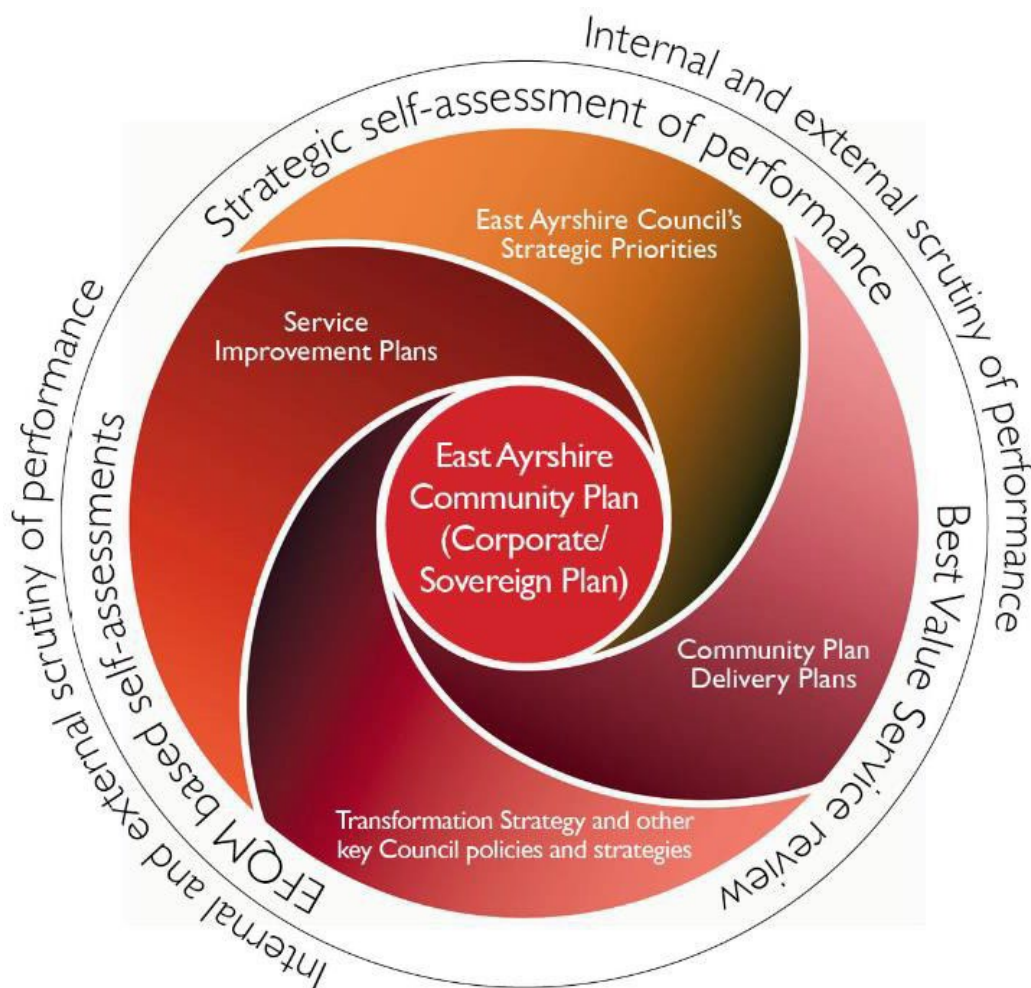 Internal and external scrutiny of performance
Strategic self-assessment of performance
East Ayrshire Council's
Strategic Priorities
Service
Improvement Plans
East Ayrshire
Community Plan
(Corporate/
Sovereign Plan)
Community Plan
Delivery Plans
Transformation Strategy and other
key Council policies and strategies
Best Value Service review
EFQM based self-assessments
Internal and external scrutiny of performance